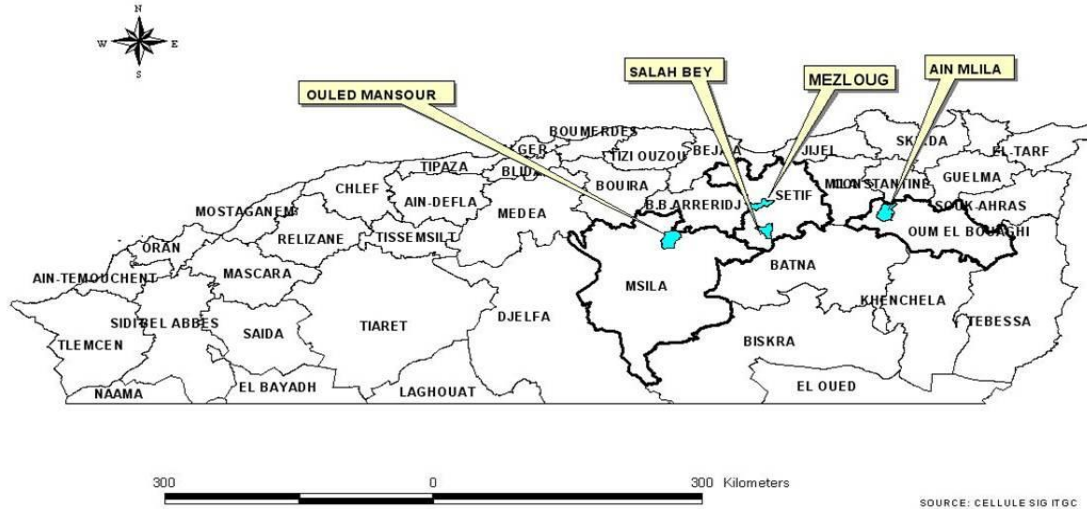 N
W E
S
SALAH BEY
MEZLOUG
AIN MLILA
OULED MANSOUR
BOUMERDES
SKIKDA
GER
BEJAIA
JIJEL
EL-TARF
TIPAZA
TIZI OUZOU
BLIDA
CONSTANTINE
GUELMA
CHLEF
BOUIRA
SETIF
AIN-DEFLA
B.B.ARRERIDJ
SOUK-AHRAS
MOSTAGANEM
MEDEA
OUM EL BOUAGHI
ORAN
RELIZANE
TISSEMSILT
BATNA
AIN-TEMOUCHENT
MASCARA
MSILA
KHENCHELA
SIDI BEL ABBES
TIARET
DJELFA
TEBESSA
TLEMCEN
SAIDA
BISKRA
NAAMA
EL BAYADH
LAGHOUAT
EL OUED
300 0 300 Kilometers
SOURCE: CELLULE SIG ITGC